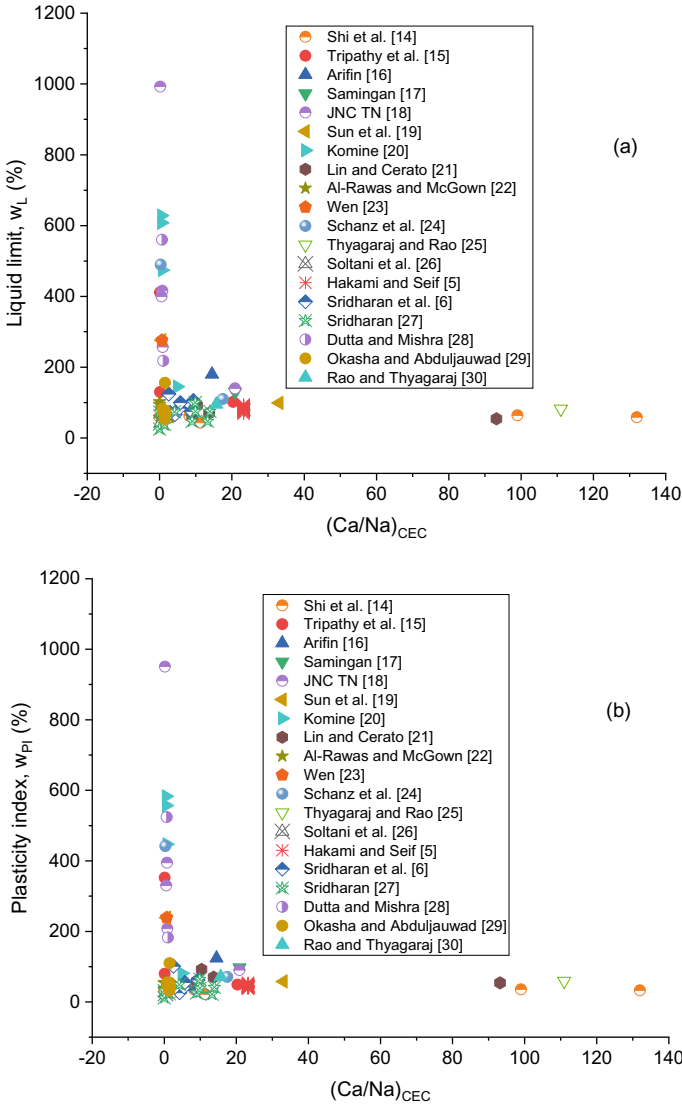 1200
1000
800
600
400
200
0
-200
-20
0
20
40
60
80
100
120
140
Liquid limit, w_L (%)
(Ca/Na)_CEC
(a)
Shi et al. [14]
Tripathy et al. [15]
Arifin [16]
Samingan [17]
JNC TN [18]
Sun et al. [19]
Komine [20]
Lin and Cerato [21]
Al-Rawas and McGown [22]
Wen [23]
Schanz et al. [24]
Thyagaraj and Rao [25]
Soltani et al. [26]
Hakami and Seif [5]
Sridharan et al. [6]
Sridharan [27]
Dutta and Mishra [28]
Okasha and Abduljauwad [29]
Rao and Thyagaraj [30]
1200
1000
800
600
400
200
0
-200
-20
0
20
40
60
80
100
120
140
Plasticity index, w_PI (%)
(Ca/Na)_CEC
(b)
Shi et al. [14]
Tripathy et al. [15]
Arifin [16]
Samingan [17]
JNC TN [18]
Sun et al. [19]
Komine [20]
Lin and Cerato [21]
Al-Rawas and McGown [22]
Wen [23]
Schanz et al. [24]
Thyagaraj and Rao [25]
Soltani et al. [26]
Hakami and Seif [5]
Sridharan et al. [6]
Sridharan [27]
Dutta and Mishra [28]
Okasha and Abduljauwad [29]
Rao and Thyagaraj [30]